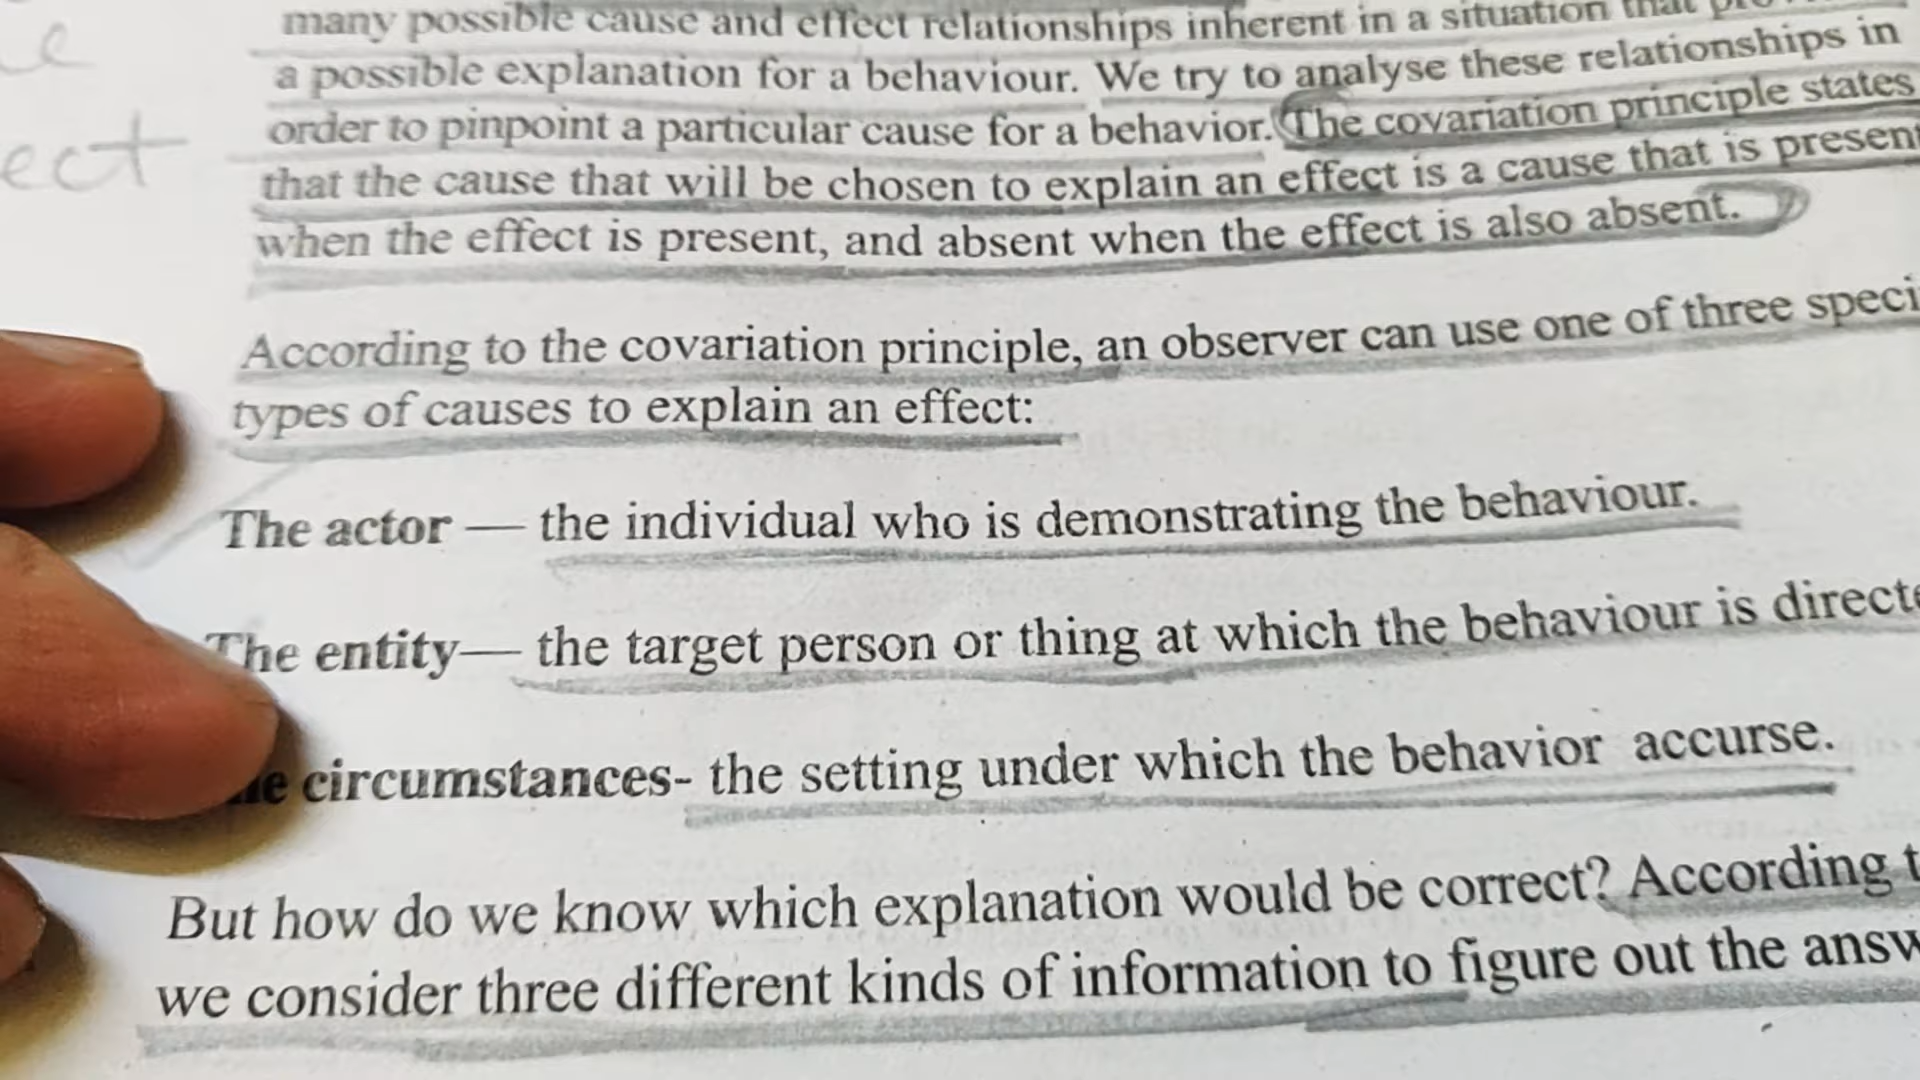 e
ect
many possible cause and effect relationships inherent in a situation that
a possible explanation for a behaviour. We try to analyse these relationships in
order to pinpoint a particular cause for a behavior. The covariation principle states
that the cause that will be chosen to explain an effect is a cause that is present
when the effect is present, and absent when the effect is also absent.
According to the covariation principle, an observer can use one of three speci
types of causes to explain an effect:
The actor — the individual who is demonstrating the behaviour.
The entity— the target person or thing at which the behaviour is directe
e circumstances- the setting under which the behavior accurse.
But how do we know which explanation would be correct? According t
we consider three different kinds of information to figure out the answ